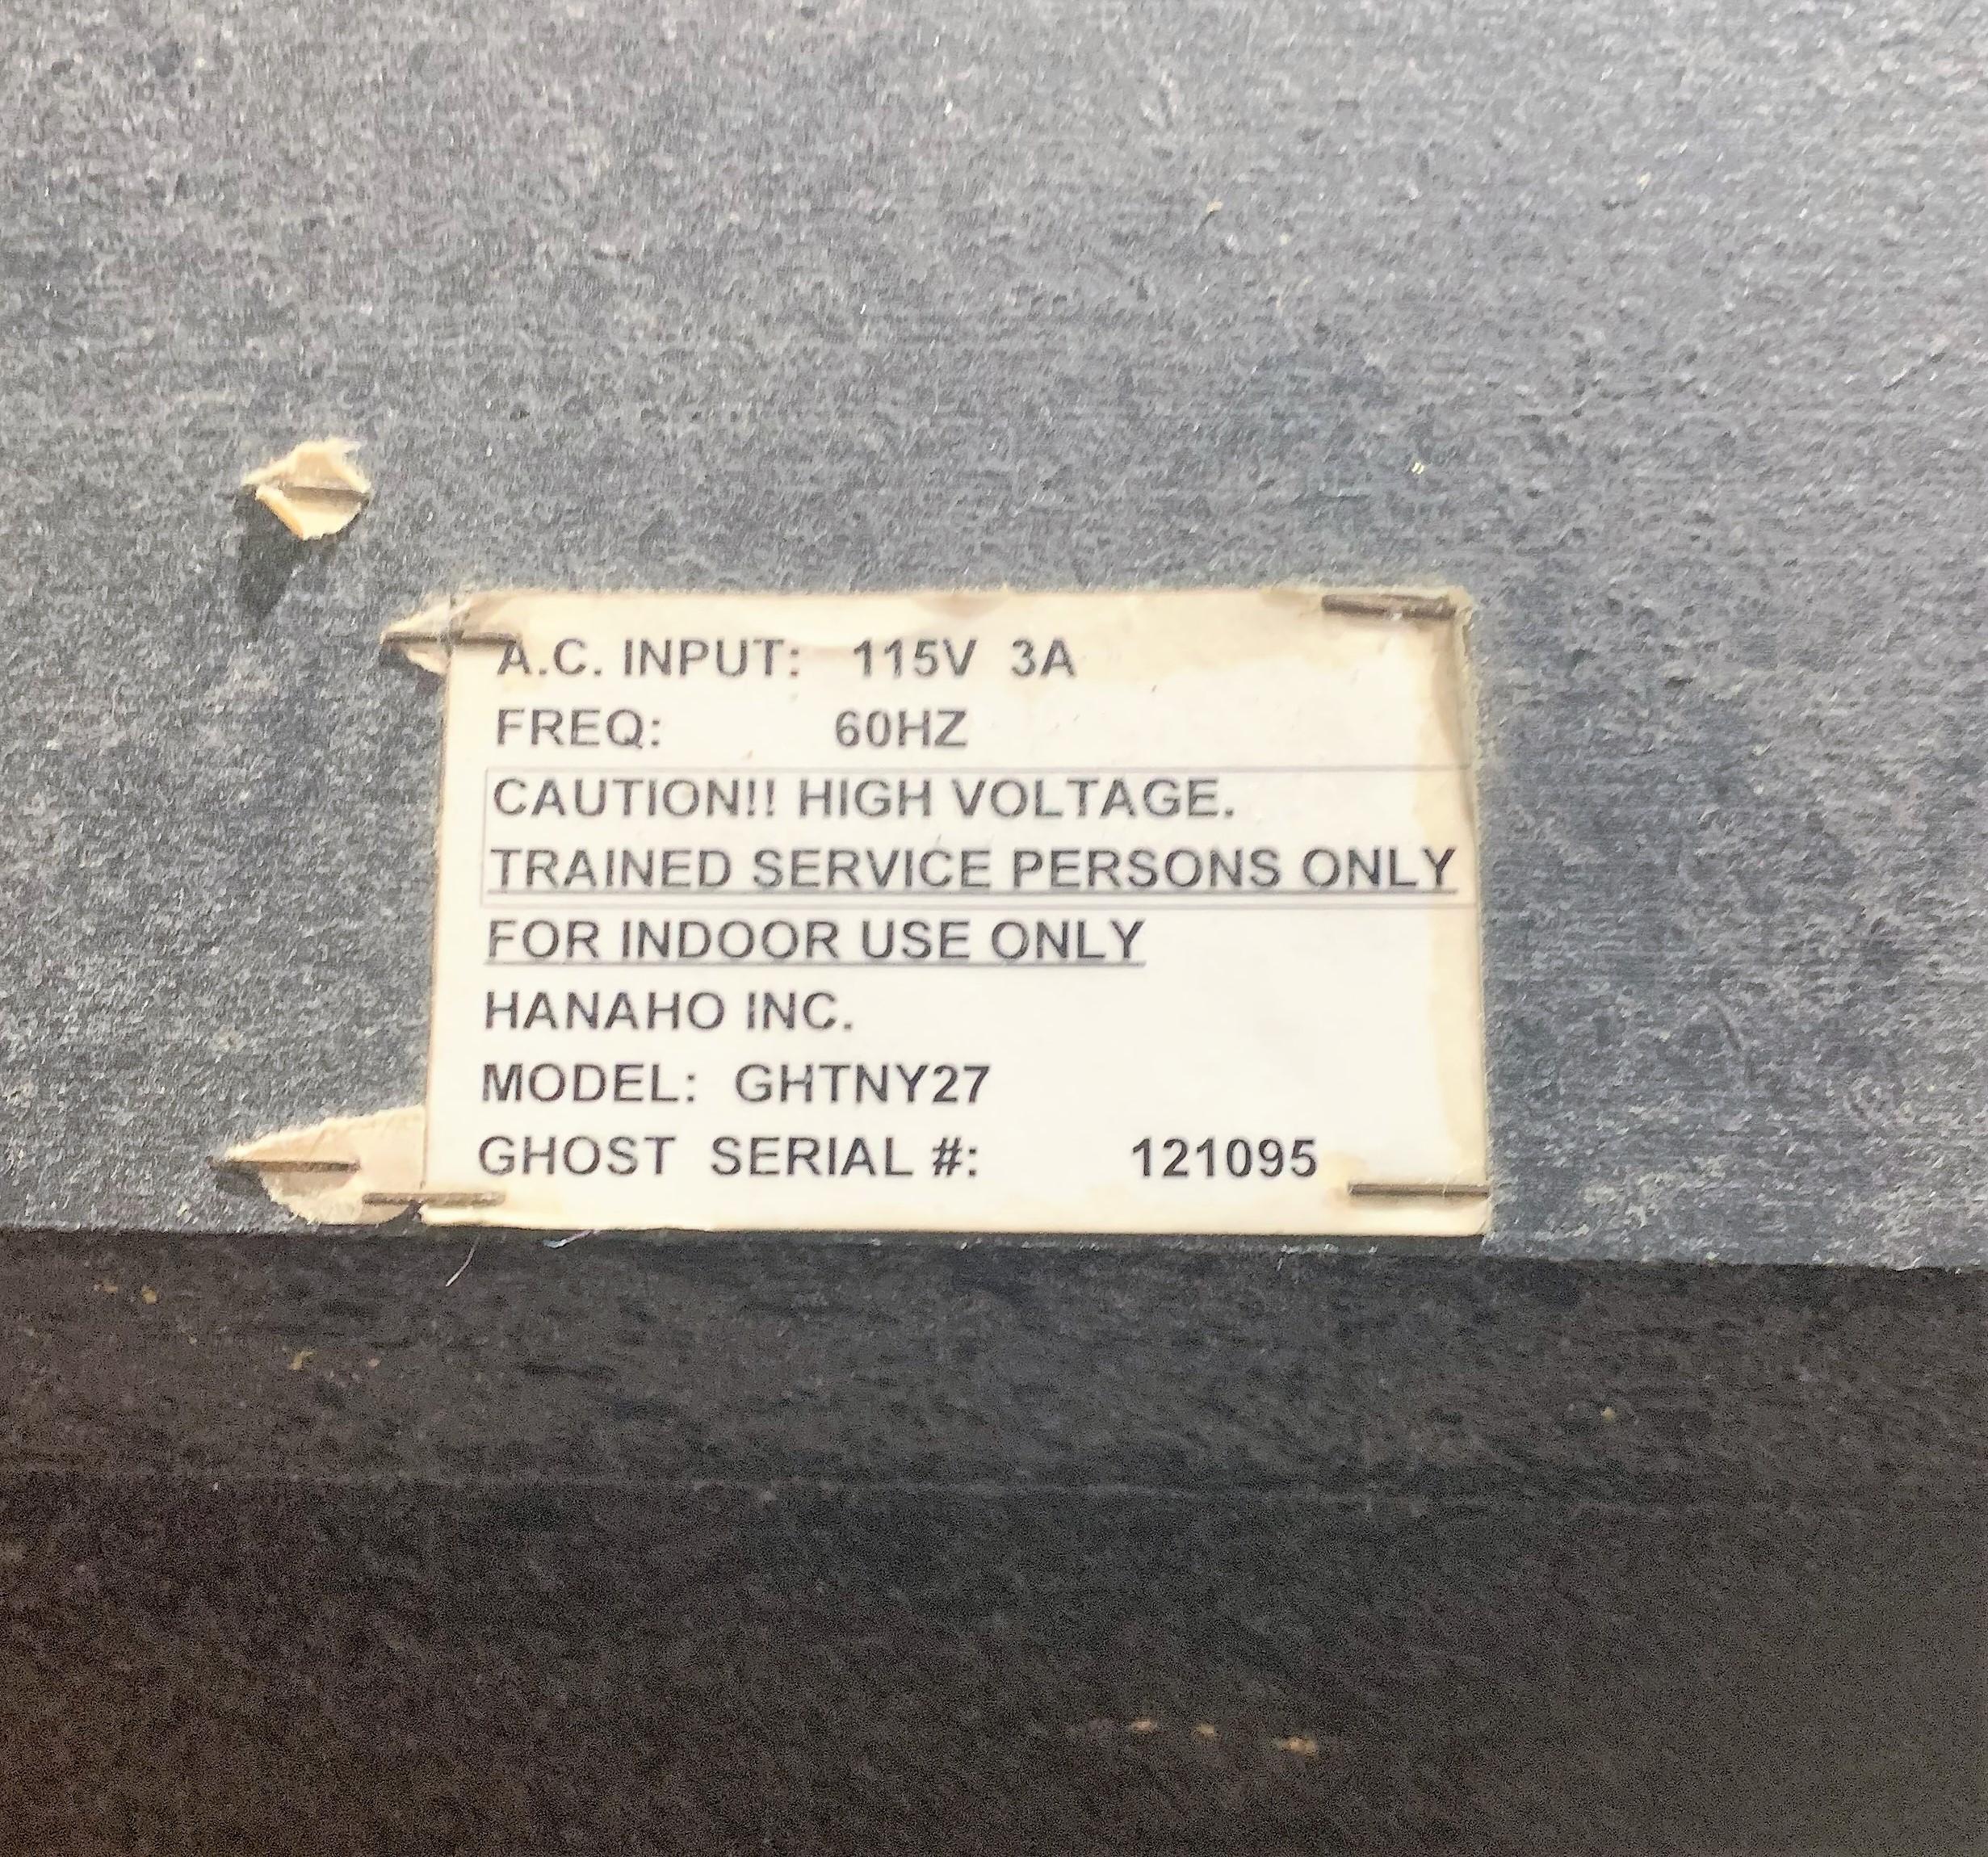 A.C. INPUT: 115V 3A
FREQ: 60HZ
CAUTION!! HIGH VOLTAGE.
TRAINED SERVICE PERSONS ONLY
FOR INDOOR USE ONLY
HANAHO INC.
MODEL: GHTNY27
GHOST SERIAL #: 121095